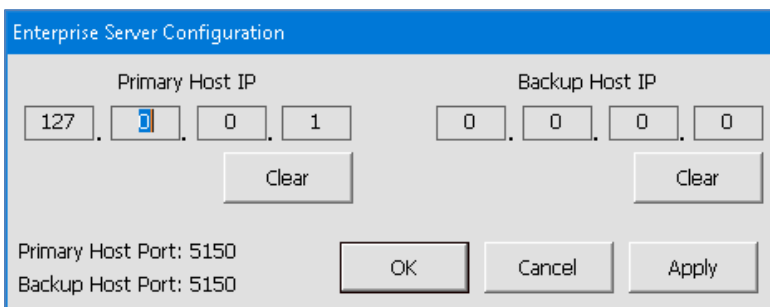 Enterprise Server Configuration
Primary Host IP
127 . 0 . 0 . 1
Clear
Backup Host IP
0 . 0 . 0 . 0
Clear
Primary Host Port: 5150
Backup Host Port: 5150
OK
Cancel
Apply